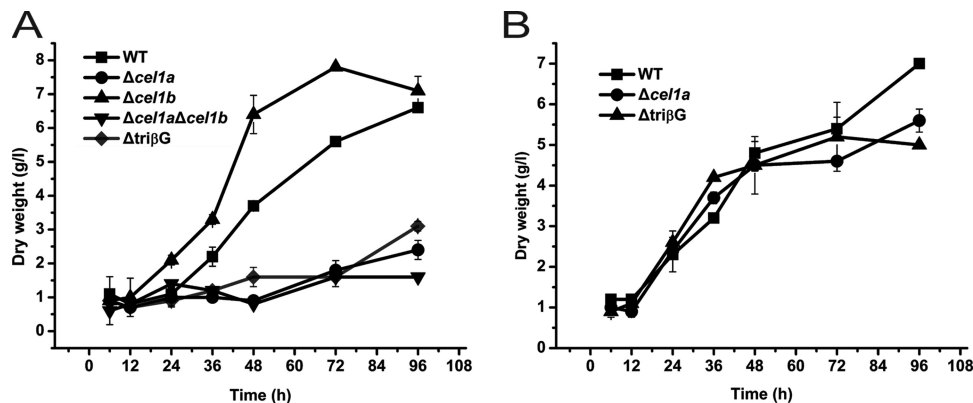 A
WT
Δcel1a
Δcel1b
Δcel1aΔcel1b
ΔtriβG
Dry weight (g/l)
8
7
6
5
4
3
2
1
0
0 12 24 36 48 60 72 84 96 108
Time (h)
B
WT
Δcel1a
ΔtriβG
Dry weight (g/l)
7
6
5
4
3
2
1
0
0 12 24 36 48 60 72 84 96 108
Time (h)